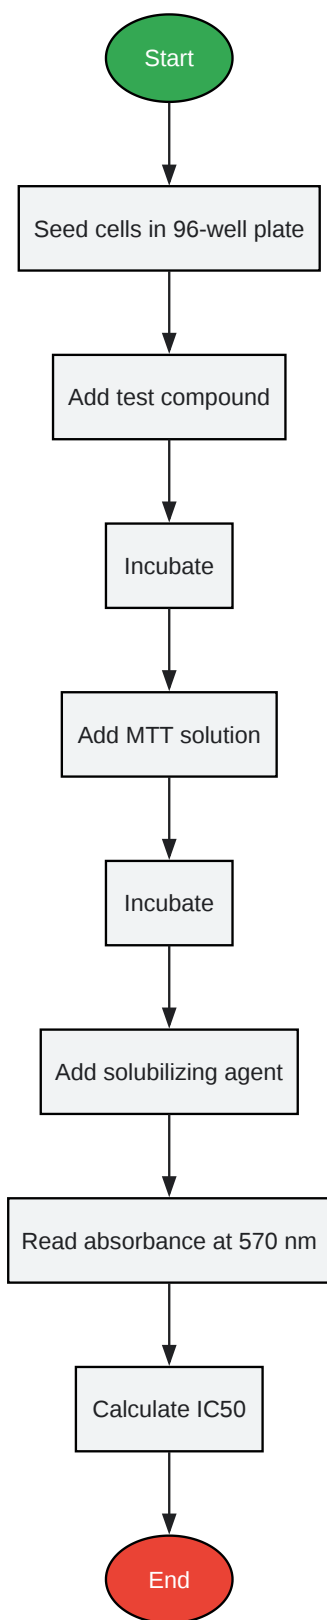 Start
Seed cells in 96-well plate
Add test compound
Incubate
Add MTT solution
Incubate
Add solubilizing agent
Read absorbance at 570 nm
Calculate IC50
End